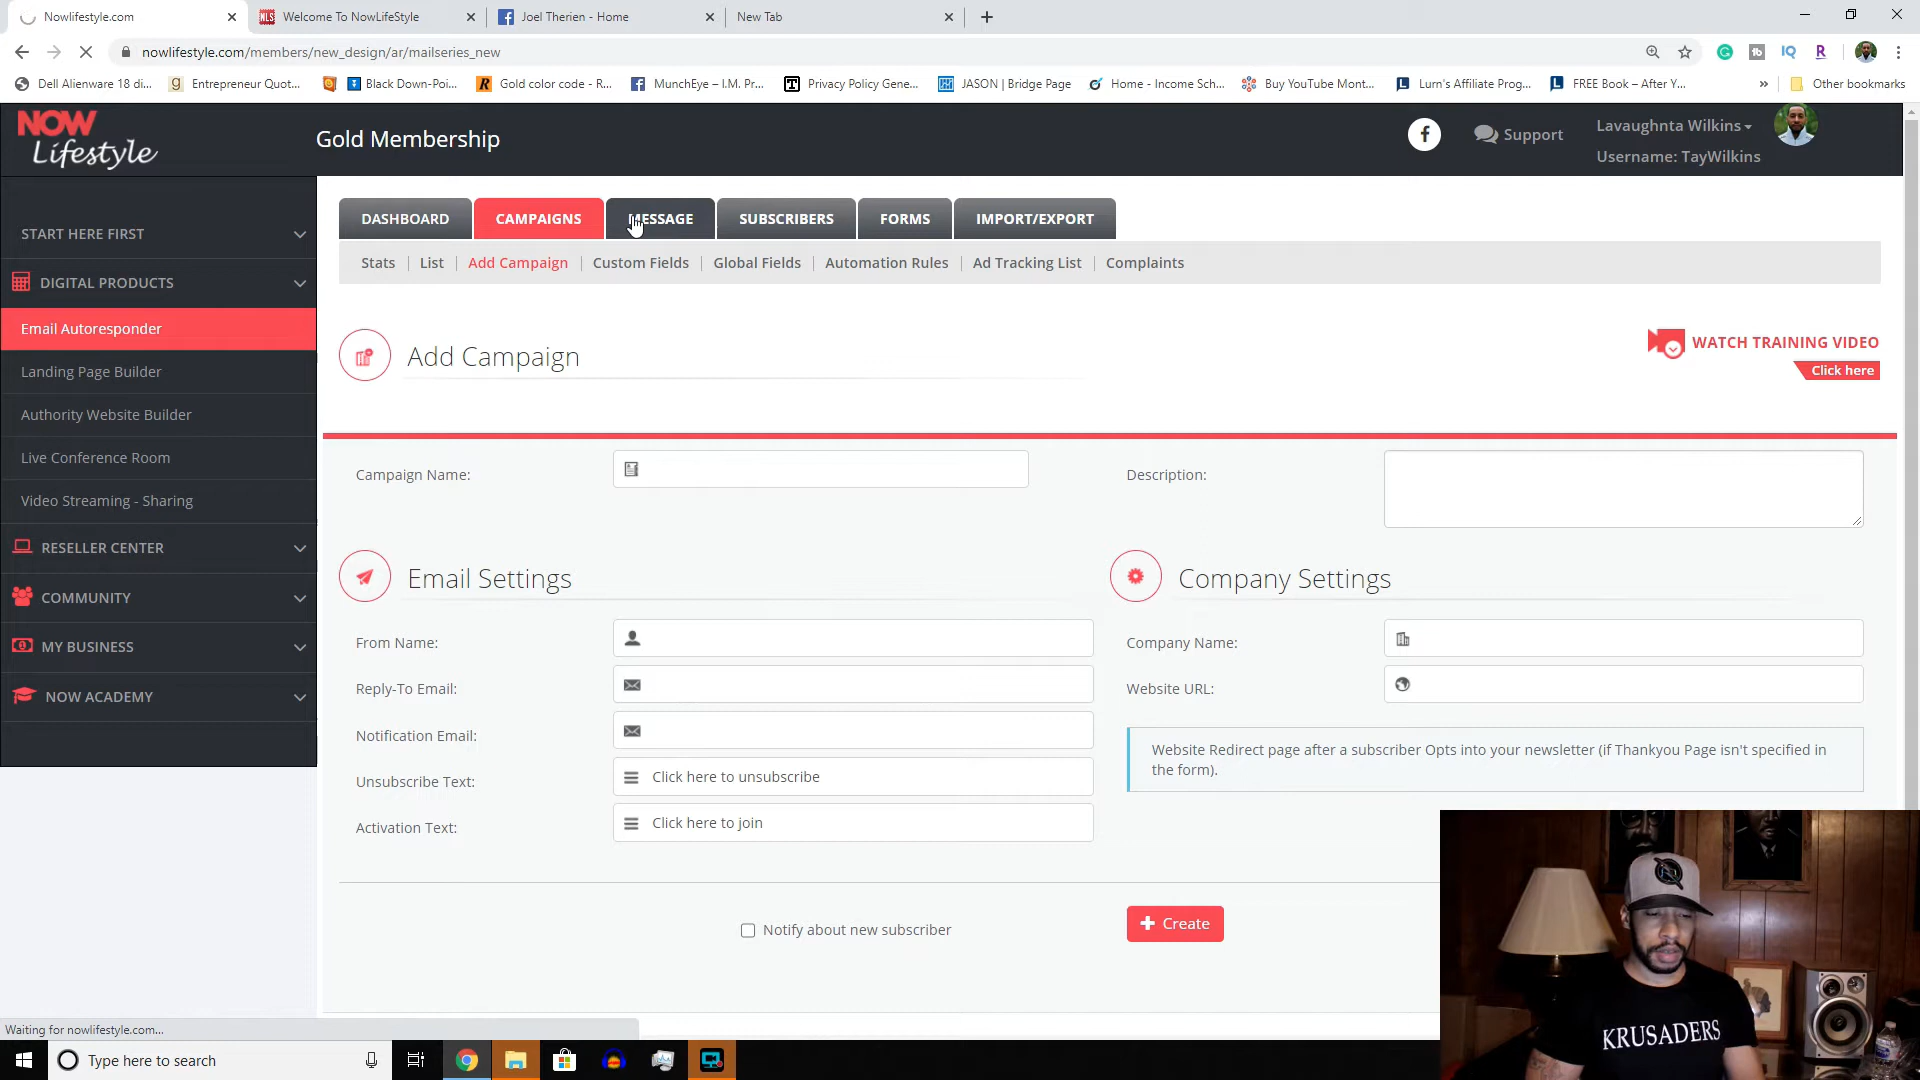 Nowlifestyle.com
Welcome To NowLifeStyle
Joel Therien - Home
New Tab
nowlifestyle.com/members/new_design/ar/mailseries_new
Dell Alienware 18 di...
Entrepreneur Quot...
Black Down-Poi...
Gold color code - R...
MunchEye – I.M. Pr...
Privacy Policy Gene...
JASON | Bridge Page
Home - Income Sch...
Buy YouTube Mont...
Lurn's Affiliate Prog...
FREE Book – After Y...
»
Other bookmarks
NOW
Lifestyle
Gold Membership
Support
Lavaughnta Wilkins
Username: TayWilkins
START HERE FIRST
DIGITAL PRODUCTS
Email Autoresponder
Landing Page Builder
Authority Website Builder
Live Conference Room
Video Streaming - Sharing
RESELLER CENTER
COMMUNITY
MY BUSINESS
NOW ACADEMY
DASHBOARD
CAMPAIGNS
MESSAGE
SUBSCRIBERS
FORMS
IMPORT/EXPORT
Stats | List | Add Campaign | Custom Fields | Global Fields | Automation Rules | Ad Tracking List | Complaints
Add Campaign
WATCH TRAINING VIDEO
Click here
Campaign Name:
Description:
Email Settings
Company Settings
From Name:
Company Name:
Reply-To Email:
Website URL:
Notification Email:
Website Redirect page after a subscriber Opts into your newsletter (if Thankyou Page isn't specified in
the form).
Unsubscribe Text:
Click here to unsubscribe
Activation Text:
Click here to join
Notify about new subscriber
Create
Waiting for nowlifestyle.com...
Type here to search
KRUSADERS